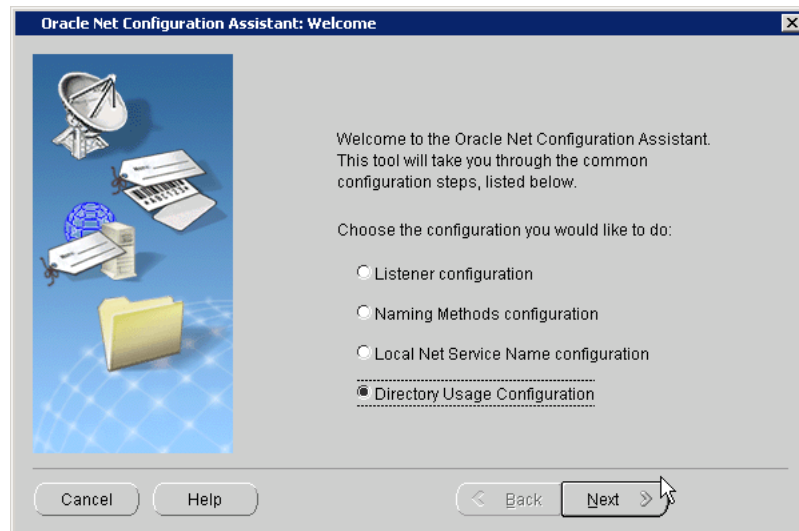 Oracle Net Configuration Assistant: Welcome
Welcome to the Oracle Net Configuration Assistant.
This tool will take you through the common
configuration steps, listed below.
Choose the configuration you would like to do:
Listener configuration
Naming Methods configuration
Local Net Service Name configuration
Directory Usage Configuration
Cancel
Help
Back
Next